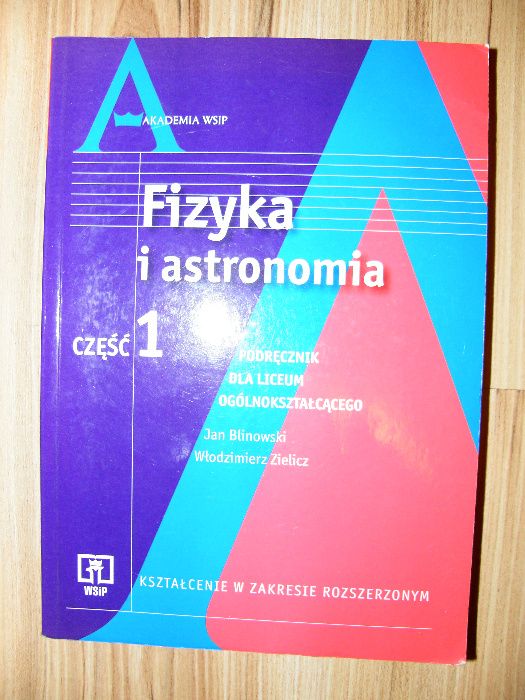 AKADEMIA WSIP
Fizyka
i astronomia
CZĘŚĆ 1
PODRĘCZNIK
DLA LICEUM
OGÓLNOKSZTAŁCĄCEGO
Jan Blinowski
Włodzimierz Zielicz
WSiP
KSZTAŁCENIE W ZAKRESIE ROZSZERZONYM